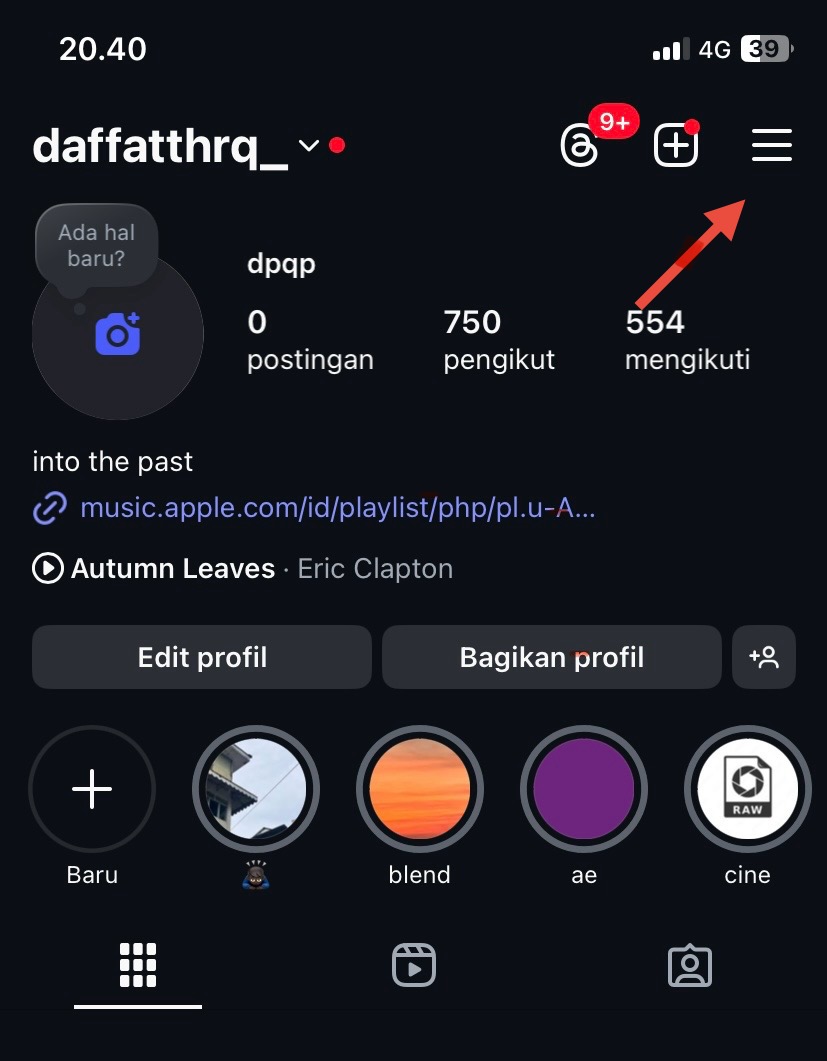 20.40
4G 39
daffatthrq_
9+
Ada hal
baru?
dpqp
0 750 554
postingan pengikut mengikuti
into the past
music.apple.com/id/playlist/php/pl.u-A...
Autumn Leaves · Eric Clapton
Edit profil Bagikan profil
RAW
Baru blend ae cine